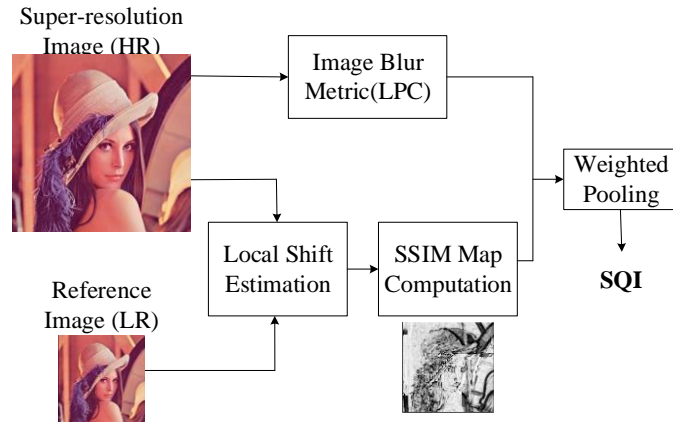 Super-resolution
Image (HR)
Image Blur
Metric(LPC)
Weighted
Pooling
Local Shift
Estimation
SSIM Map
Computation
SQI
Reference
Image (LR)